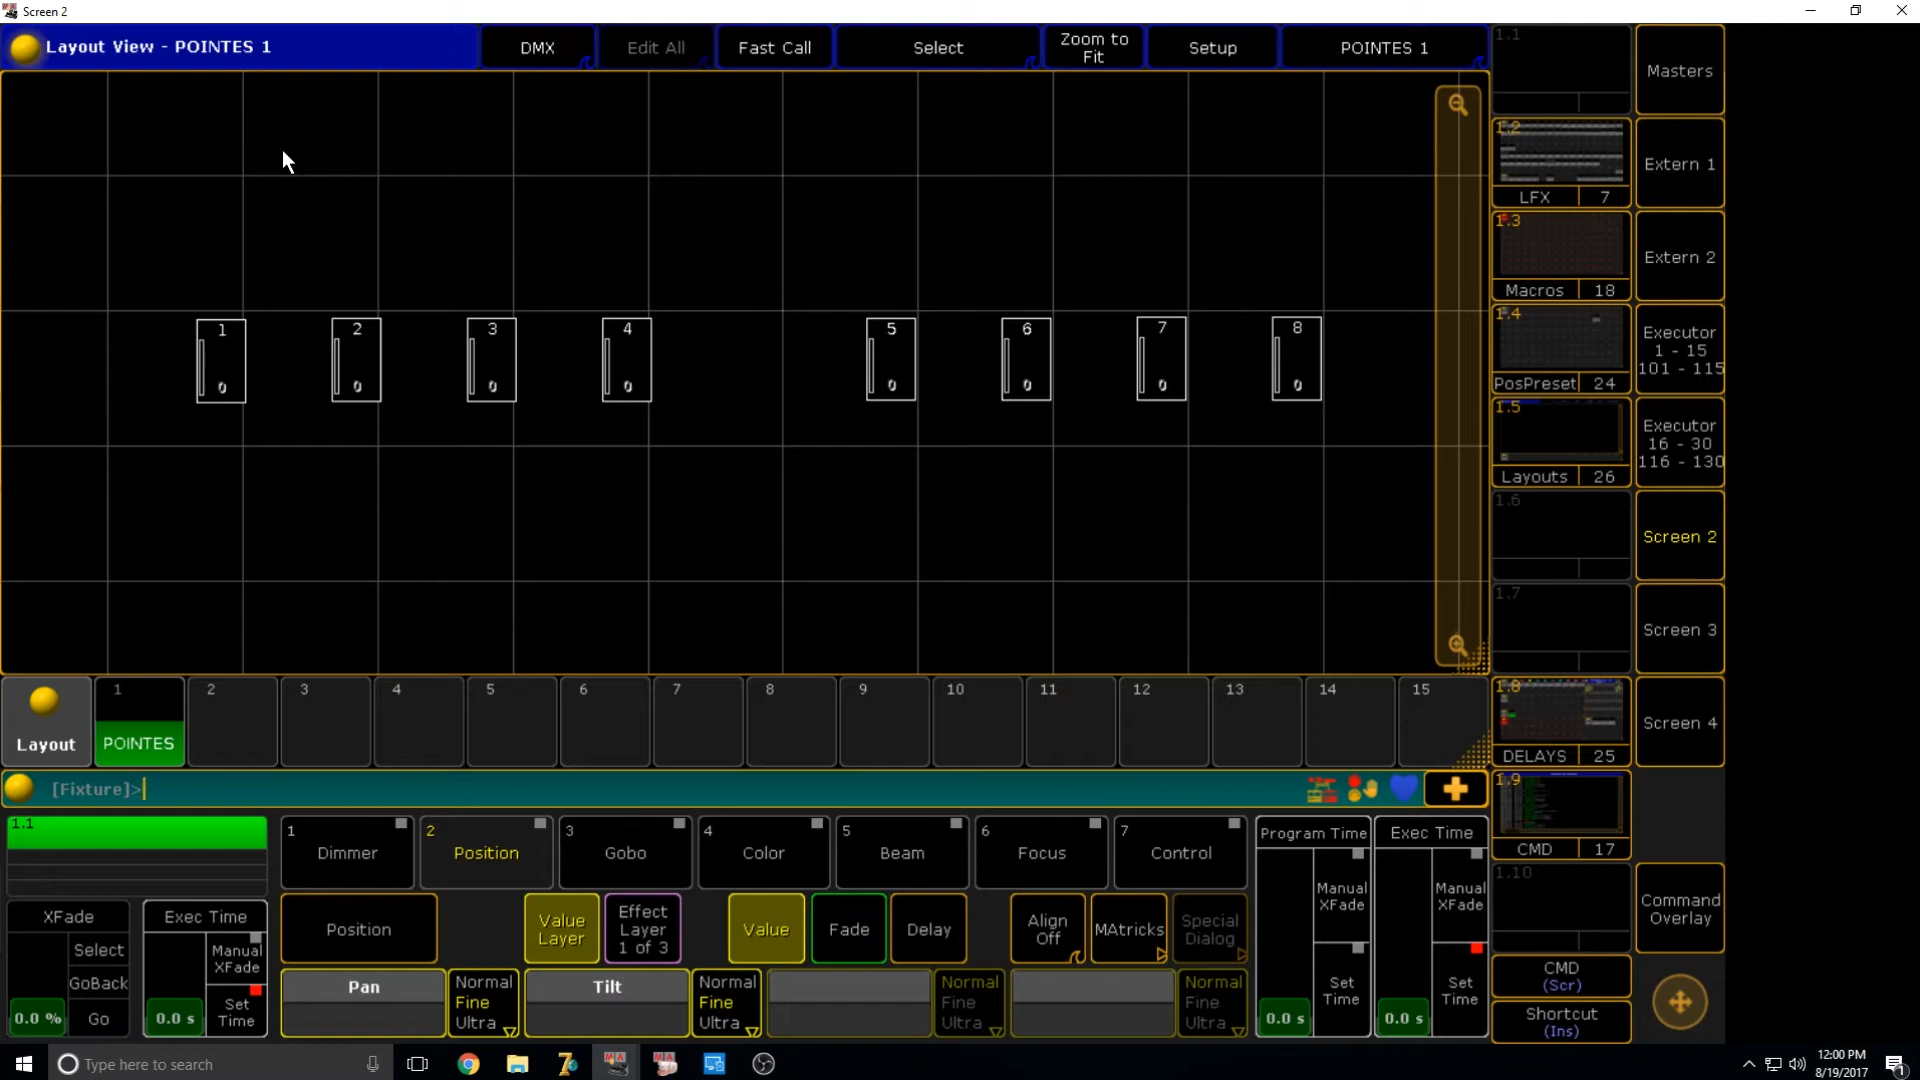 Screen 2
Layout View - POINTES 1
DMX
Edit All
Fast Call
Select
Zoom to
Fit
Setup
POINTES 1
1.1
Masters
1.2
LFX 7
Extern 1
1.3
Macros 18
Extern 2
1.4
PosPreset 24
Executor
1 - 15
101 - 115
1.5
Layouts 26
Executor
16 - 30
116 - 130
1.6
Screen 2
1.7
Screen 3
1.8
DELAYS 25
Screen 4
1.9
CMD 17
1.10
Command
Overlay
CMD
(Scr)
Shortcut
(Ins)
1 2 3 4 5 6 7 8
0 0 0 0 0 0 0 0
Layout
1 2 3 4 5 6 7 8 9 10 11 12 13 14 15
POINTES
[Fixture]>
1.1
XFade
Select
GoBack
0.0 %
Go
Exec Time
Manual
XFade
0.0 s
Set
Time
1 Dimmer
2 Position
3 Gobo
4 Color
5 Beam
6 Focus
7 Control
Position
Value
Layer
Effect
Layer
1 of 3
Value
Fade
Delay
Align
Off
MAtricks
Special
Dialog
Pan
Normal
Fine
Ultra
Tilt
Normal
Fine
Ultra
Normal
Fine
Ultra
Normal
Fine
Ultra
Program Time
Manual
XFade
0.0 s
Set
Time
Exec Time
Manual
XFade
0.0 s
Set
Time
Type here to search
12:00 PM
8/19/2017
1